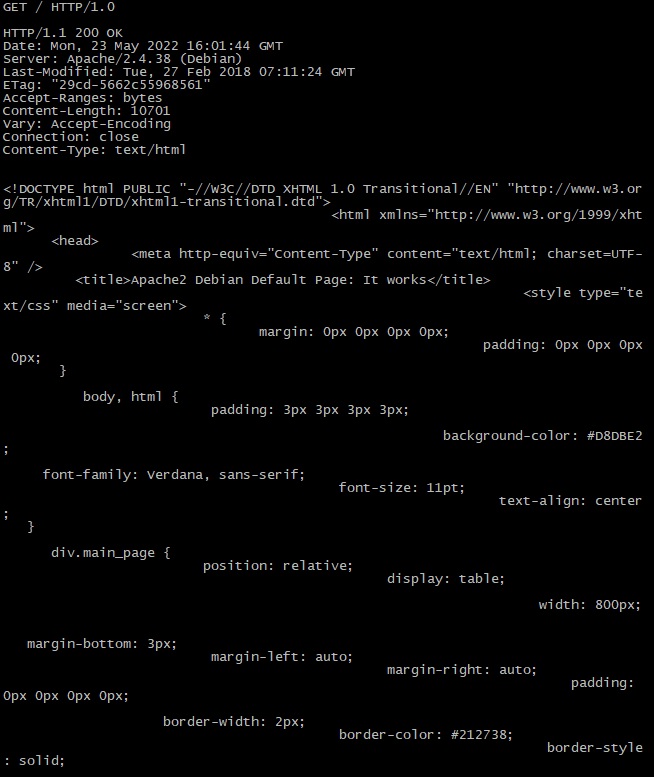 GET / HTTP/1.0
HTTP/1.1 200 OK
Date: Mon, 23 May 2022 16:01:44 GMT
Server: Apache/2.4.38 (Debian)
Last-Modified: Tue, 27 Feb 2018 07:11:24 GMT
ETag: "29cd-5662c55968561"
Accept-Ranges: bytes
Content-Length: 10701
Vary: Accept-Encoding
Connection: close
Content-Type: text/html
<!DOCTYPE html PUBLIC "-//W3C//DTD XHTML 1.0 Transitional//EN" "http://www.w3.or
g/TR/xhtml1/DTD/xhtml1-transitional.dtd">
<html xmlns="http://www.w3.org/1999/xht
ml">
<head>
<meta http-equiv="Content-Type" content="text/html; charset=UTF-
8" />
<title>Apache2 Debian Default Page: It works</title>
<style type="te
xt/css" media="screen">
* {
margin: 0px 0px 0px 0px;
padding: 0px 0px 0px
0px;
}
body, html {
padding: 3px 3px 3px 3px;
background-color: #D8DBE2
;
font-family: Verdana, sans-serif;
font-size: 11pt;
text-align: center
;
}
div.main_page {
position: relative;
display: table;
width: 800px;
margin-bottom: 3px;
margin-left: auto;
margin-right: auto;
padding:
0px 0px 0px 0px;
border-width: 2px;
border-color: #212738;
border-style
: solid;